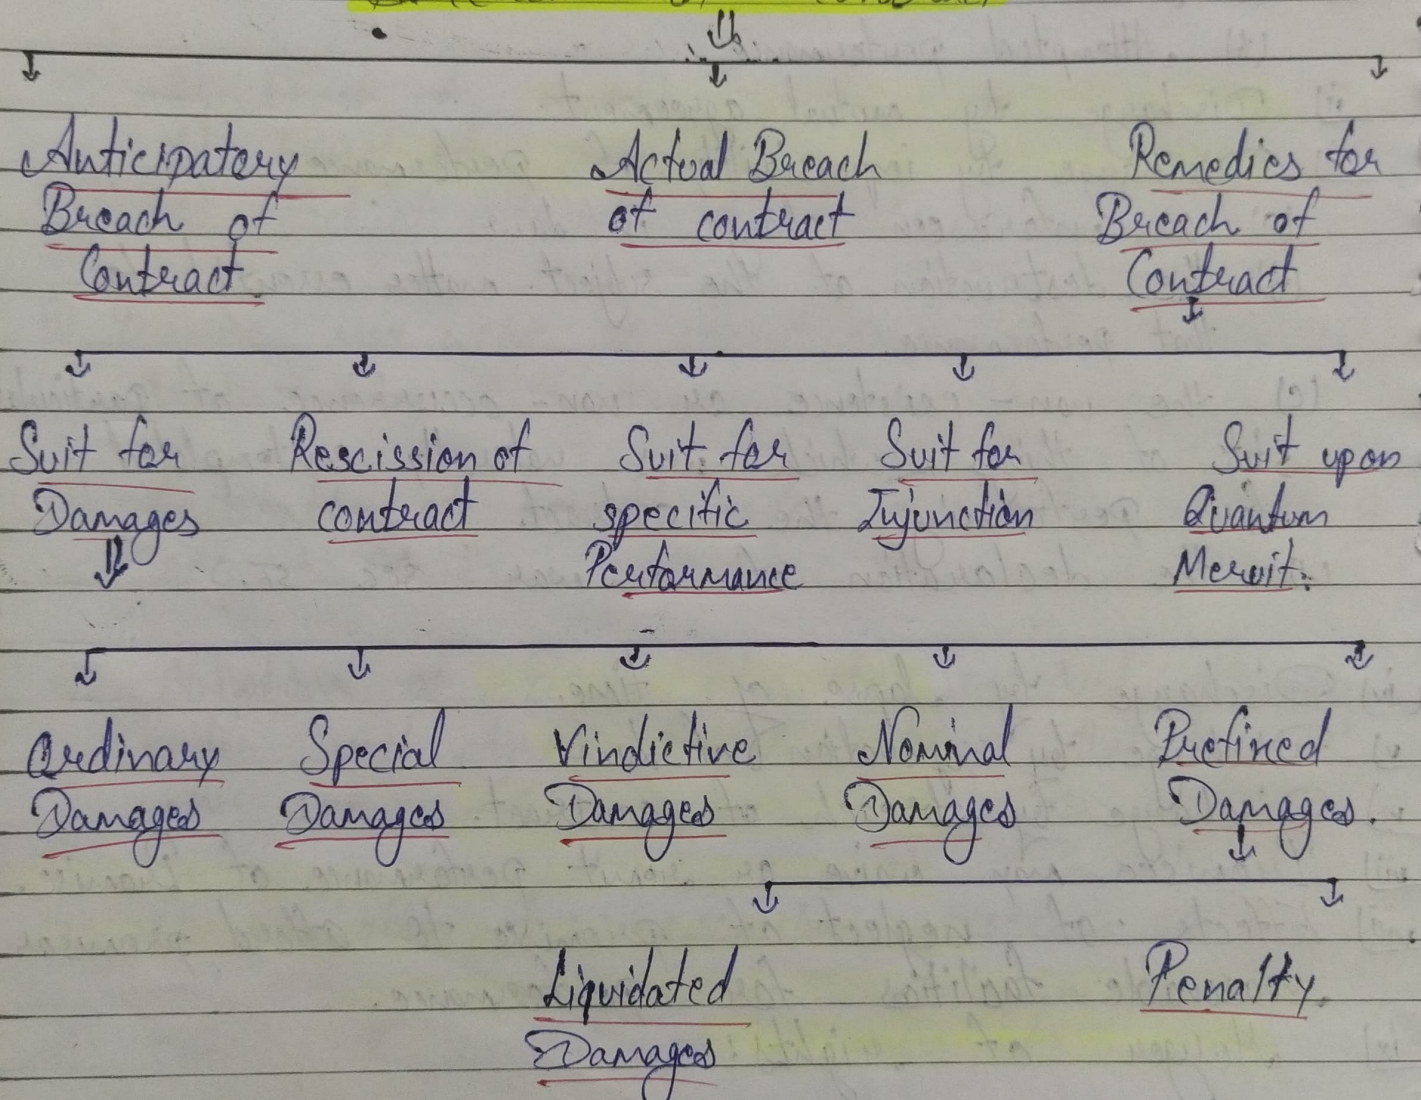 Anticipatory Actual Breach Remedies for
Breach of of contract Breach of
Contract Contract
Suit for Rescission of Suit for Suit for Suit upon
Damages contract specific Injunction Quantum
Performance Meruit.
Ordinary Special Vindictive Nominal Prefixed
Damages Damages Damages Damages Damages.
Liquidated Penalty.
Damages